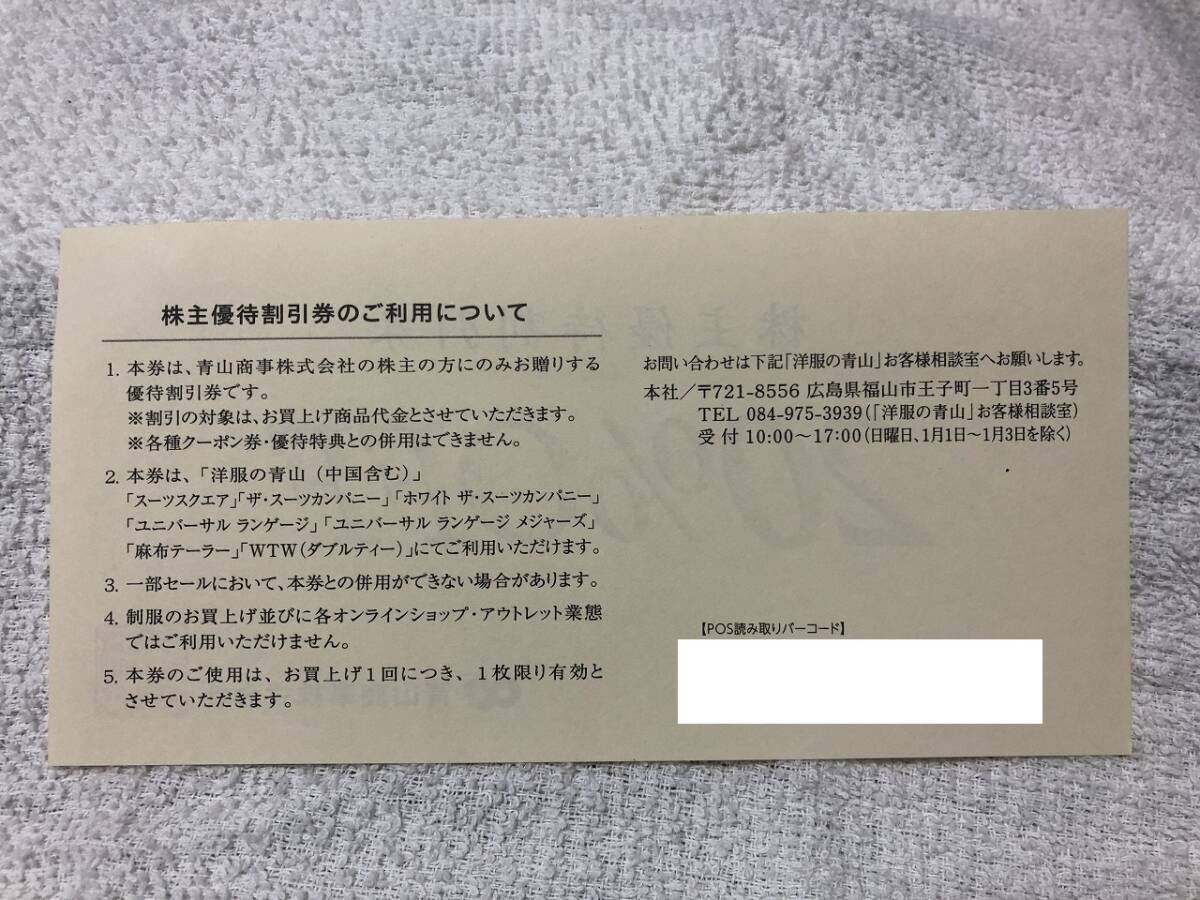 株主優待割引券のご利用について
1. 本券は、青山商事株式会社の株主の方にのみお贈りする
優待割引券です。
※割引の対象は、お買上げ商品代金とさせていただきます。
※各種クーポン券・優待特典との併用はできません。
2. 本券は、「洋服の青山（中国含む）」
「スーツスクエア」「ザ・スーツカンパニー」「ホワイト ザ・スーツカンパニー」
「ユニバーサル ランゲージ」「ユニバーサル ランゲージ メジャーズ」
「麻布テーラー」「WTW（ダブルティー）」にてご利用いただけます。
3. 一部セールにおいて、本券との併用ができない場合があります。
4. 制服のお買上げ並びに各オンラインショップ・アウトレット業態
ではご利用いただけません。
5. 本券のご使用は、お買上げ1回につき、1枚限り有効と
させていただきます。
お問い合わせは下記「洋服の青山」お客様相談室へお願いします。
本社／〒721-8556 広島県福山市王子町一丁目3番5号
TEL 084-975-3939（「洋服の青山」お客様相談室）
受付 10:00～17:00（日曜日、1月1日～1月3日を除く）
【POS読み取りバーコード】
株主優待割引券
20%
青山商事